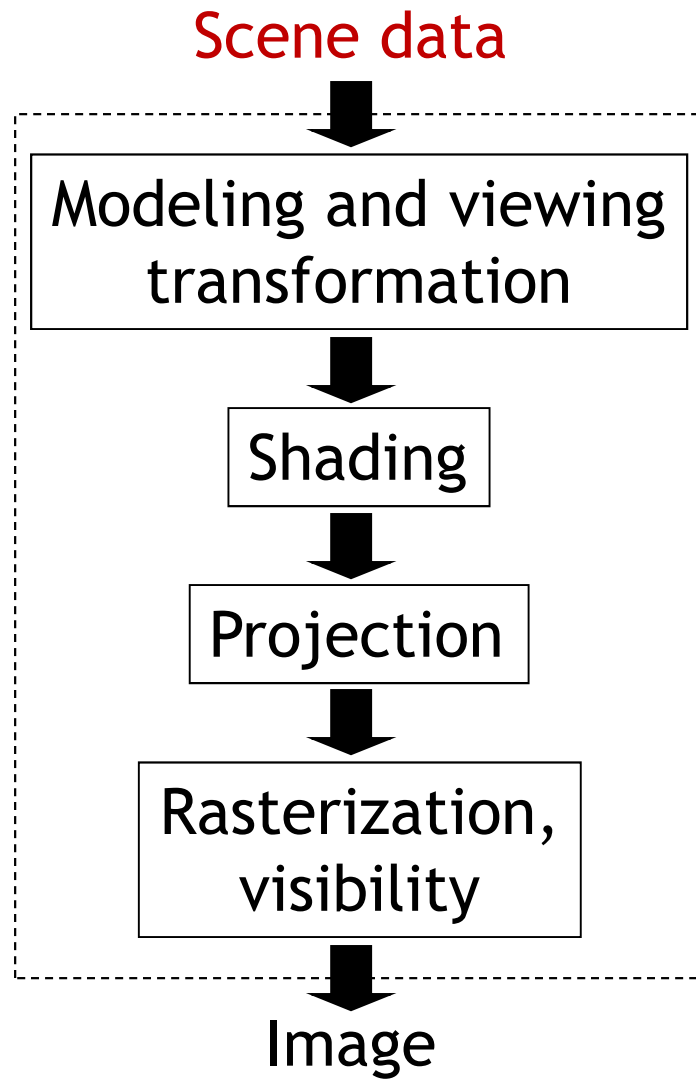 Scene data
Modeling and viewing
transformation
Shading
Projection
Rasterization,
visibility
Image